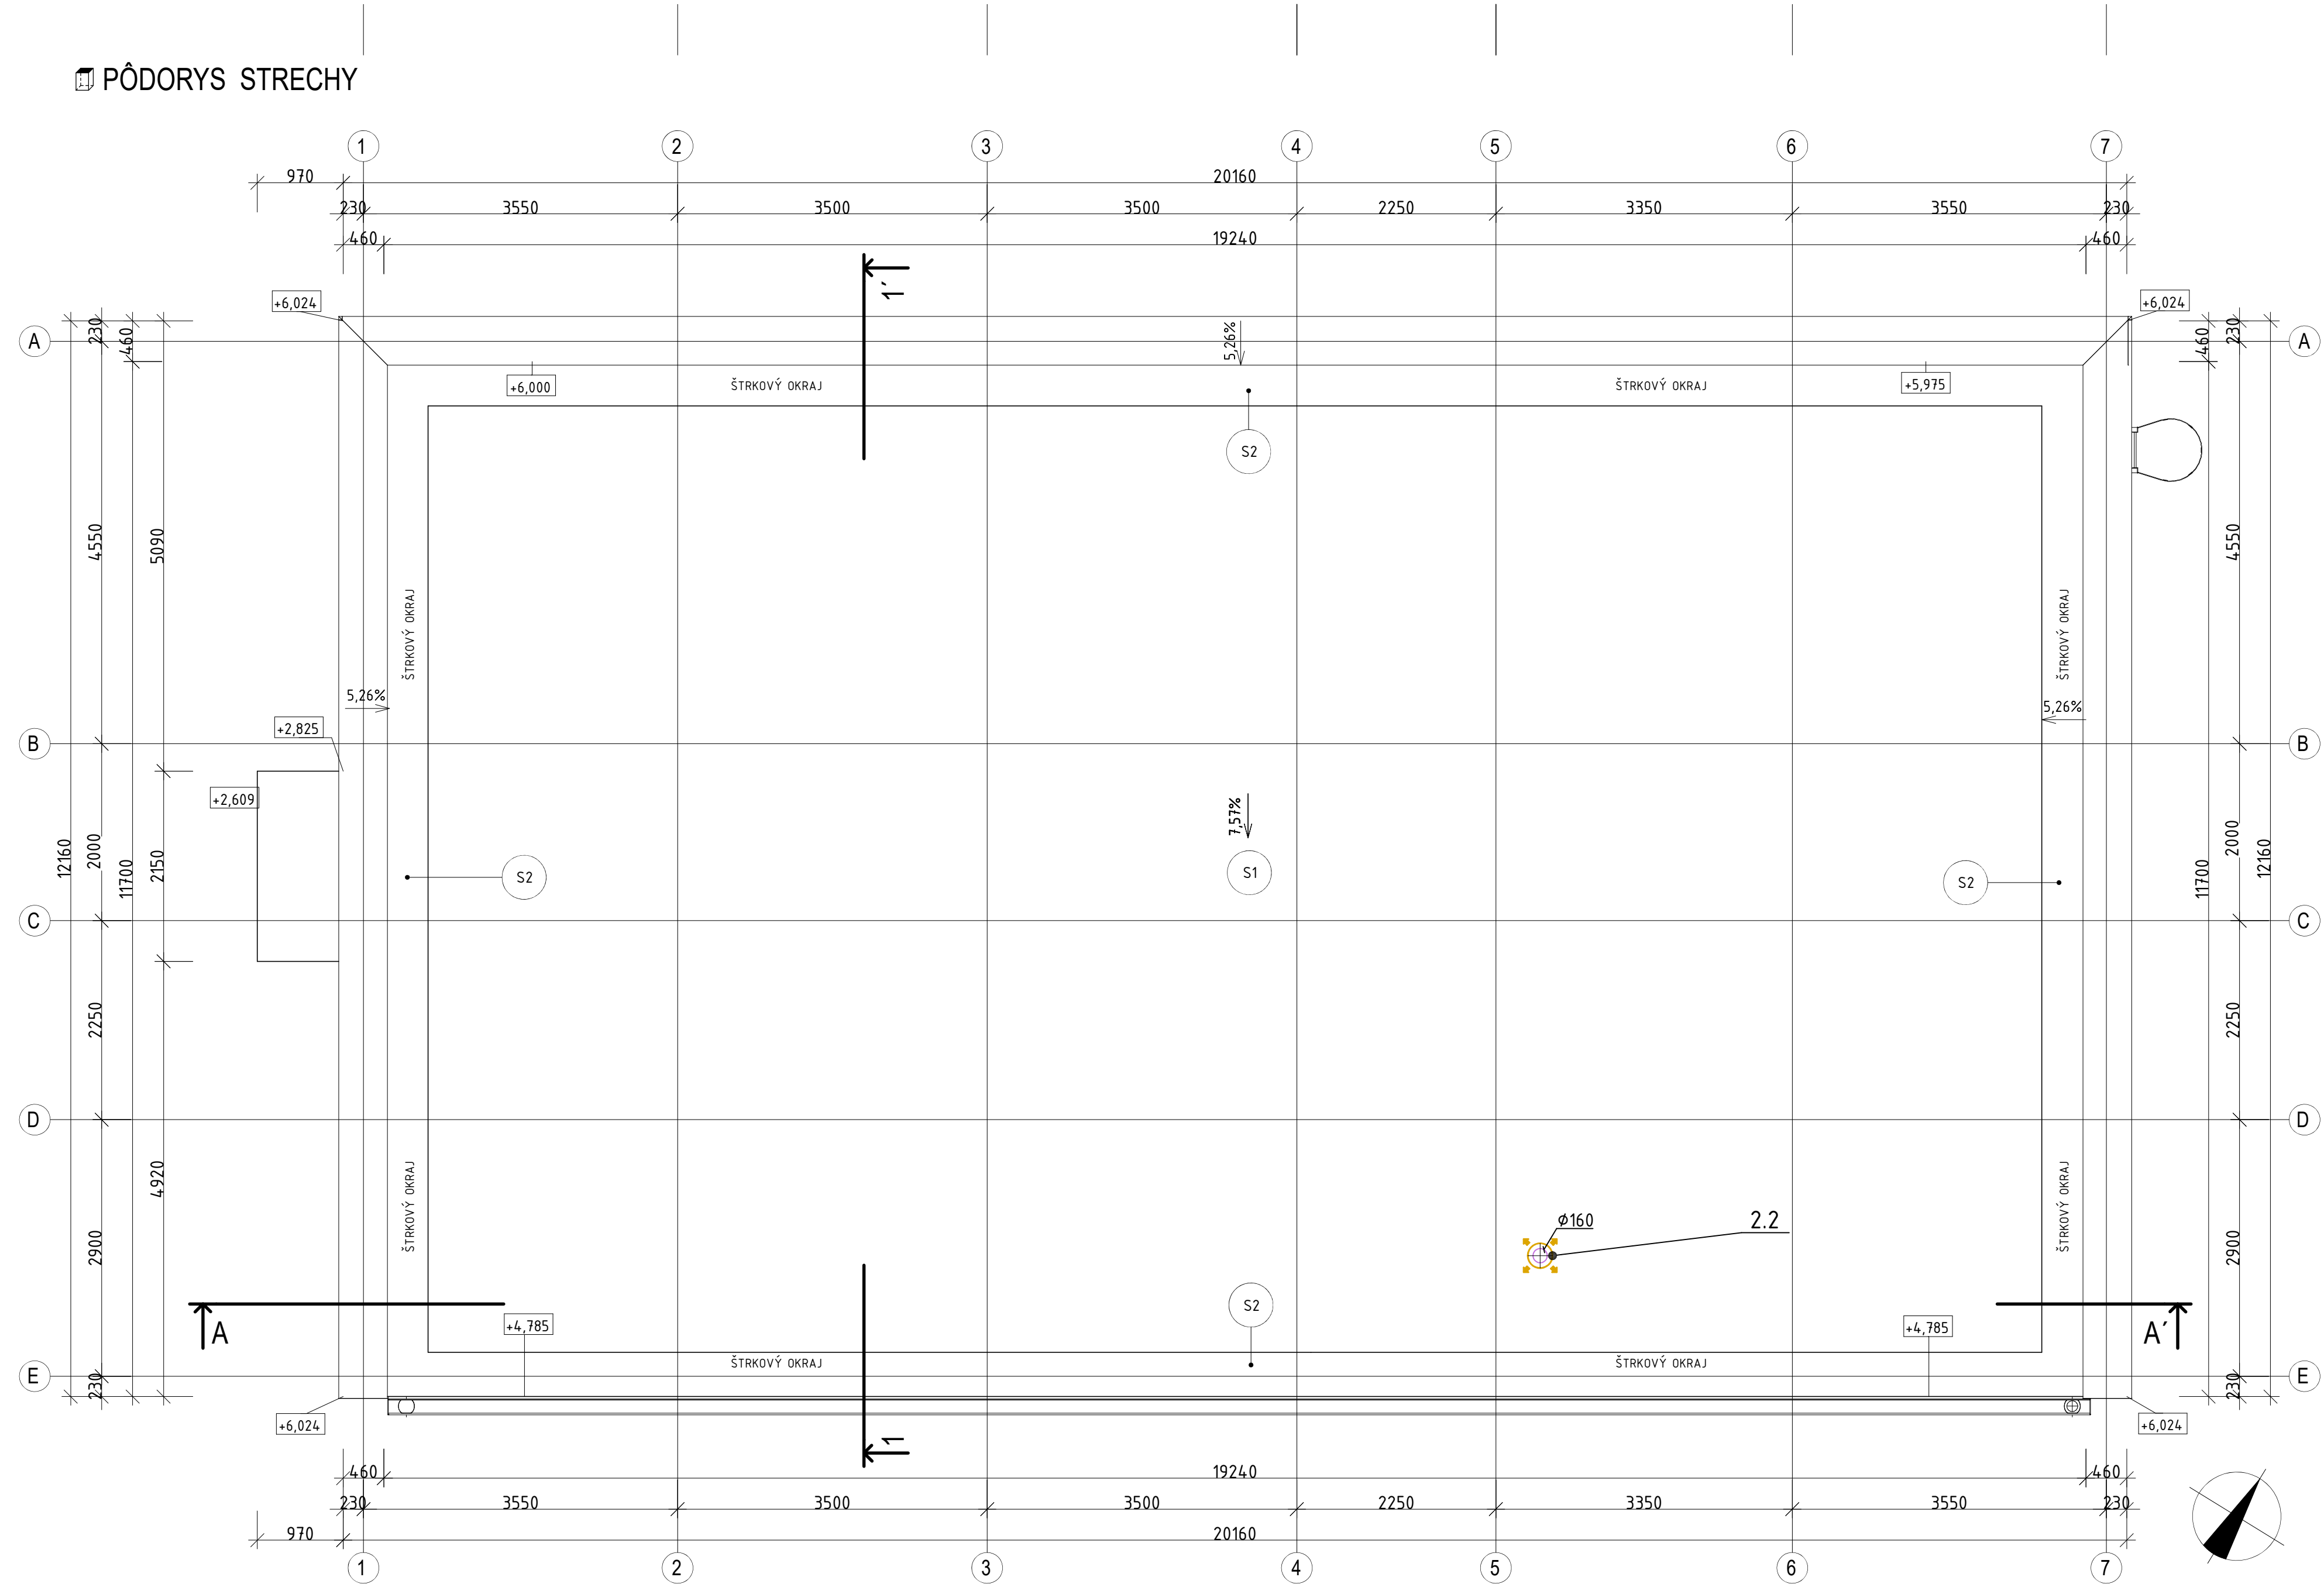 PÔDORYS STRECHY
1 2 3 4 5 6 7
970 20160
230 3550 3500 3500 2250 3350 3550 230
460 19240 460
1´
+6,024 +6,024
A A
230 460 460 230
5,26%
+6,000 ŠTRKOVÝ OKRAJ ŠTRKOVÝ OKRAJ +5,975
S2
4550 5090 4550
ŠTRKOVÝ OKRAJ ŠTRKOVÝ OKRAJ
5,26% 5,26%
+2,825
B B
+2,609
7,57%
12160 2000 11700 2150 11700 2000 12160
S2 S1 S2
C C
2250 2250
D D
4920
ŠTRKOVÝ OKRAJ ŠTRKOVÝ OKRAJ
Ø160 2.2
2900 2900
S2
A +4,785 +4,785 A´
ŠTRKOVÝ OKRAJ ŠTRKOVÝ OKRAJ
E E
230 230
+6,024 +6,024
1
460 19240 460
230 3550 3500 3500 2250 3350 3550 230
970 20160
1 2 3 4 5 6 7